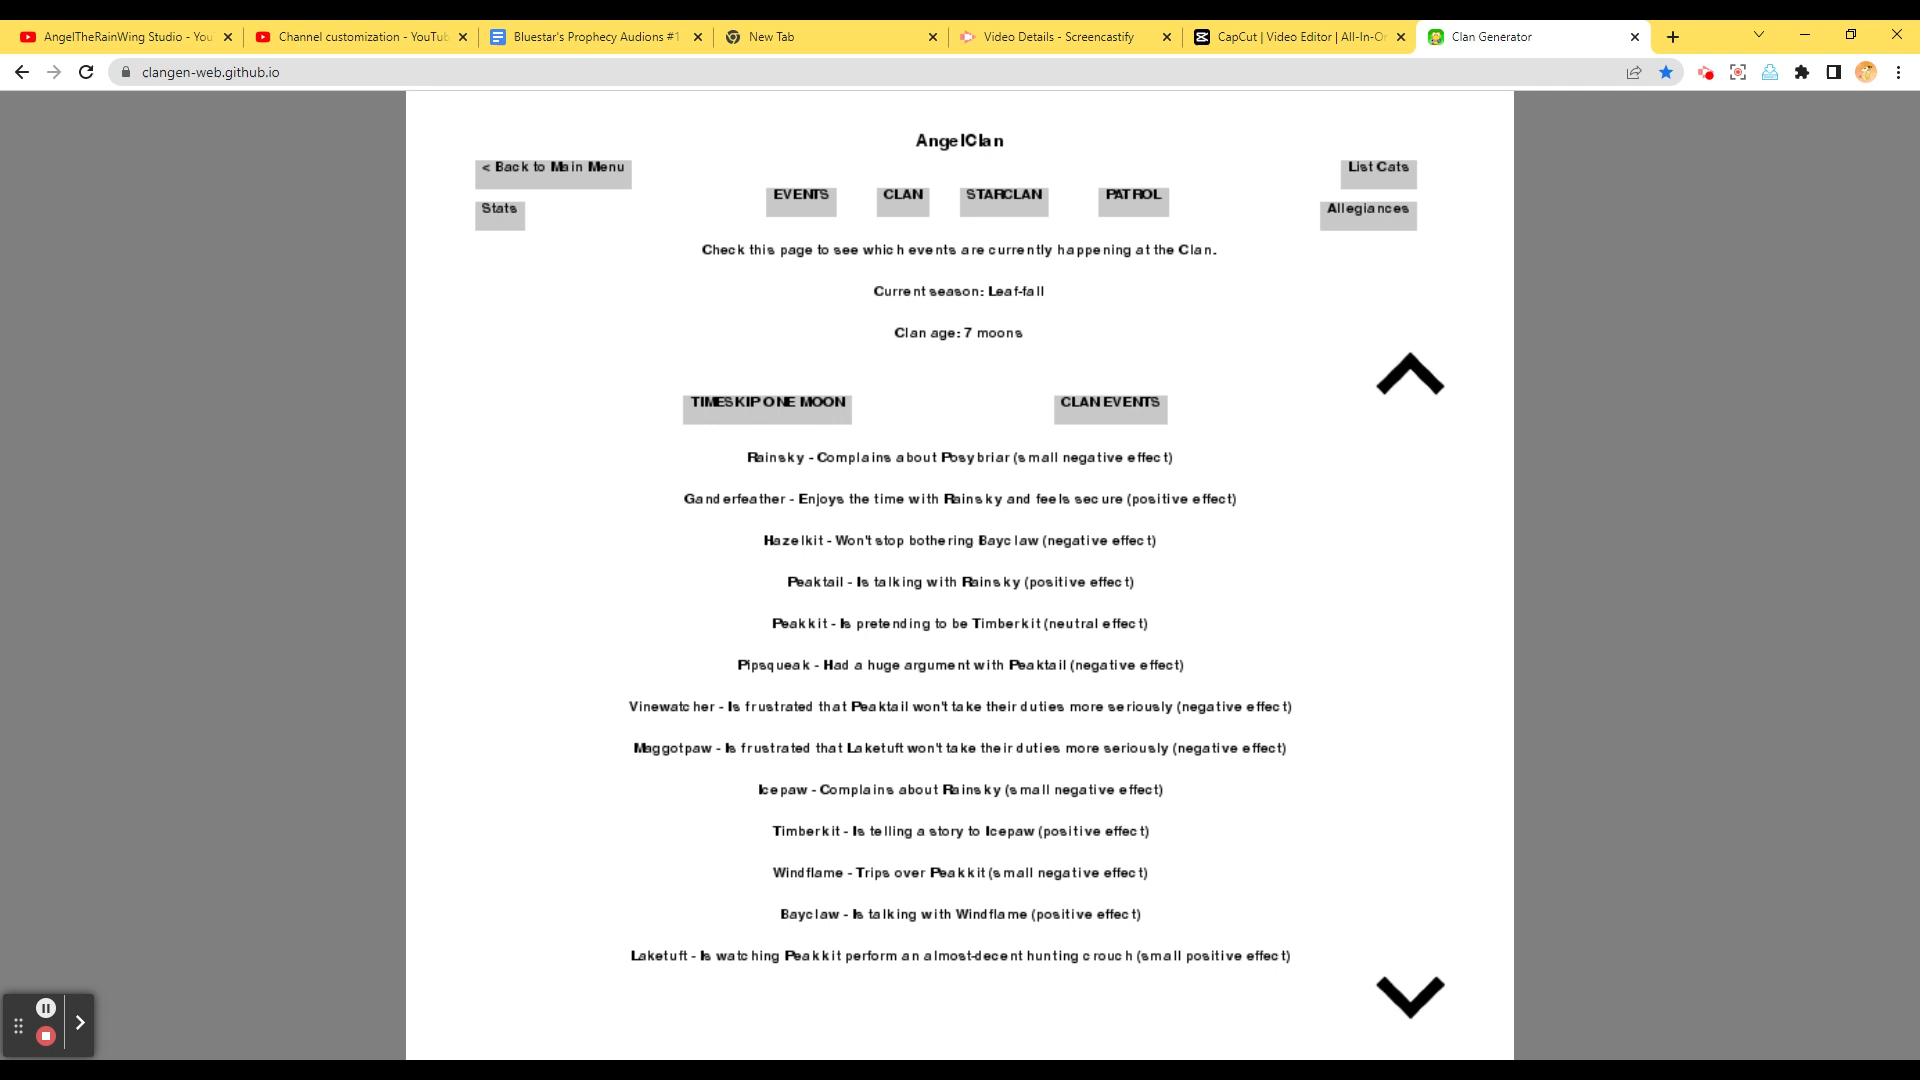 AngelTheRainWing Studio - You
Channel customization - YouTub
Bluestar's Prophecy Audions #1
New Tab
Video Details - Screencastify
CapCut | Video Editor | All-In-Or
Clan Generator
clangen-web.github.io
AngelClan
< Back to Main Menu
List Cats
EVENTS
CLAN
STARCLAN
PATROL
Stats
Allegiances
Check this page to see which events are currently happening at the Clan.
Current season: Leaf-fall
Clan age: 7 moons
TIMESKIP ONE MOON
CLAN EVENTS
Rainsky - Complains about Posybriar (small negative effect)
Ganderfeather - Enjoys the time with Rainsky and feels secure (positive effect)
Hazelkit - Won't stop bothering Bayclaw (negative effect)
Peaktail - Is talking with Rainsky (positive effect)
Peakkit - Is pretending to be Timberkit (neutral effect)
Pipsqueak - Had a huge argument with Peaktail (negative effect)
Vinewatcher - Is frustrated that Peaktail won't take their duties more seriously (negative effect)
Maggotpaw - Is frustrated that Laketuft won't take their duties more seriously (negative effect)
Icepaw - Complains about Rainsky (small negative effect)
Timberkit - Is telling a story to Icepaw (positive effect)
Windflame - Trips over Peakkit (small negative effect)
Bayclaw - Is talking with Windflame (positive effect)
Laketuft - Is watching Peakkit perform an almost-decent hunting crouch (small positive effect)